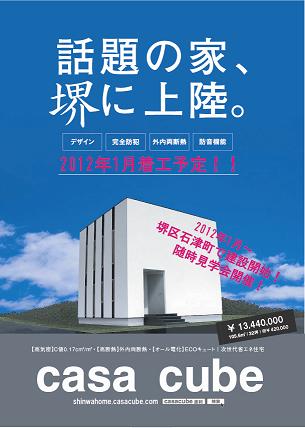 話題の家、
堺に上陸。
デザイン 完全防犯 外内両断熱 防音機能
2012年1月着工予定！！
2012年1月～
堺区石津町で建設開始！
随時見学会開催！
¥ 13,440,000
【高気密】C値0.17cm²/m²・【高断熱】外内両断熱・【オール電化】ECOキュート｜次世代省エネ住宅
casa cube
shinwahome.casacube.com casacube 検索